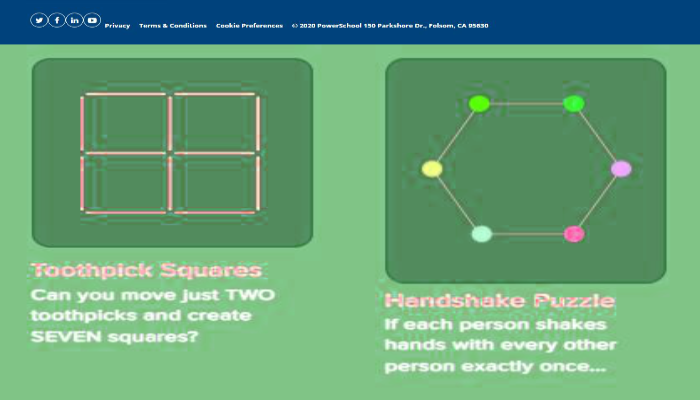 Privacy Terms & Conditions Cookie Preferences © 2020 PowerSchool 150 Parkshore Dr., Folsom, CA 95630
Toothpick Squares
Can you move just TWO
toothpicks and create
SEVEN squares?
Handshake Puzzle
If each person shakes
hands with every other
person exactly once...